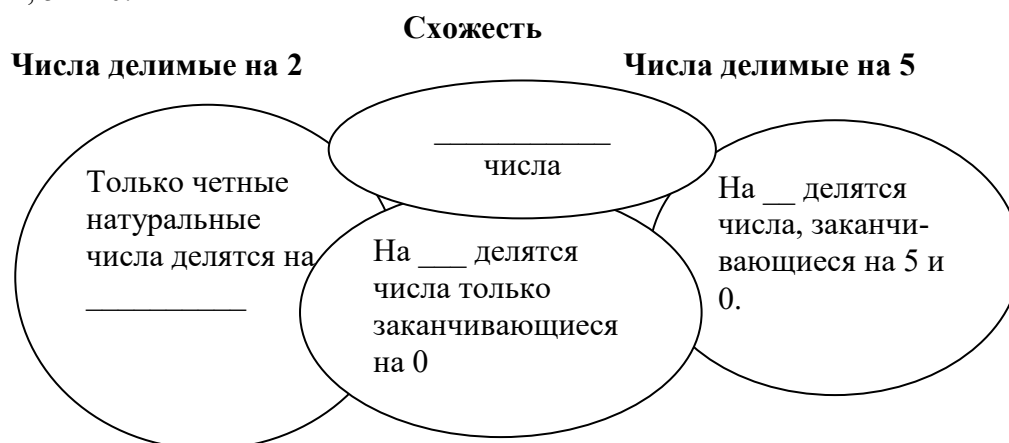 Схожесть
Числа делимые на 2
Числа делимые на 5
___________
числа
Только четные
натуральные
числа делятся на
__________
На ___ делятся
числа только
заканчивающиеся
на 0
На __ делятся
числа, заканчи-
вающиеся на 5 и
0.